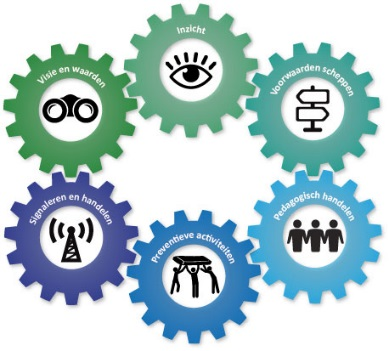 Inzicht
Visie en waarden
Voorwaarden scheppen
Signaleren en handelen
Pedagogisch handelen
Preventieve activiteiten